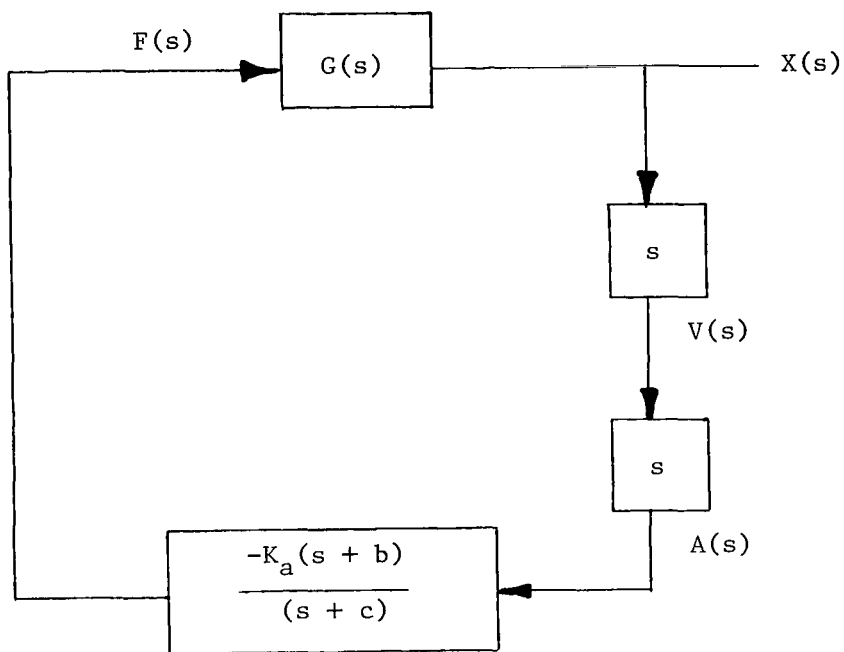 F(s)
G(s)
X(s)
s
V(s)
s
A(s)
-K_a(s + b)
(s + c)